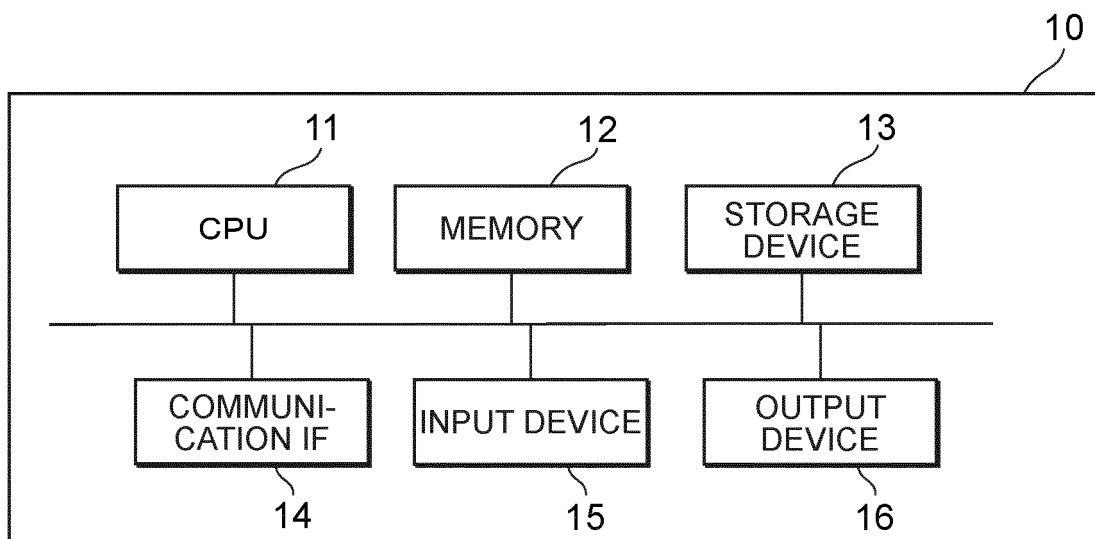 10
11
12
13
CPU
MEMORY
STORAGE
DEVICE
COMMUNI-
CATION IF
INPUT DEVICE
OUTPUT
DEVICE
14
15
16